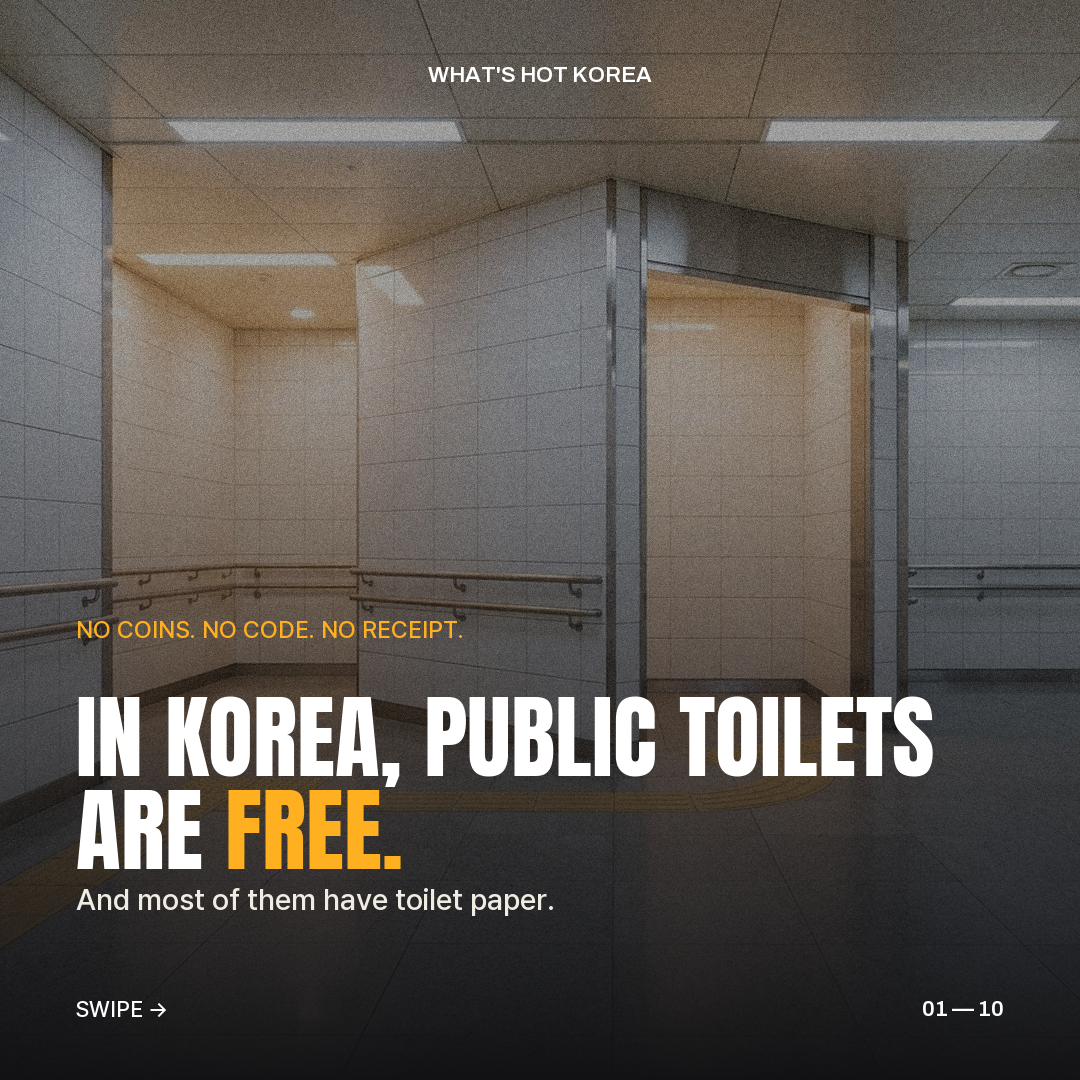 WHAT'S HOT KOREA
NO COINS. NO CODE. NO RECEIPT.
IN KOREA, PUBLIC TOILETS
ARE FREE.
And most of them have toilet paper.
SWIPE →
01 — 10